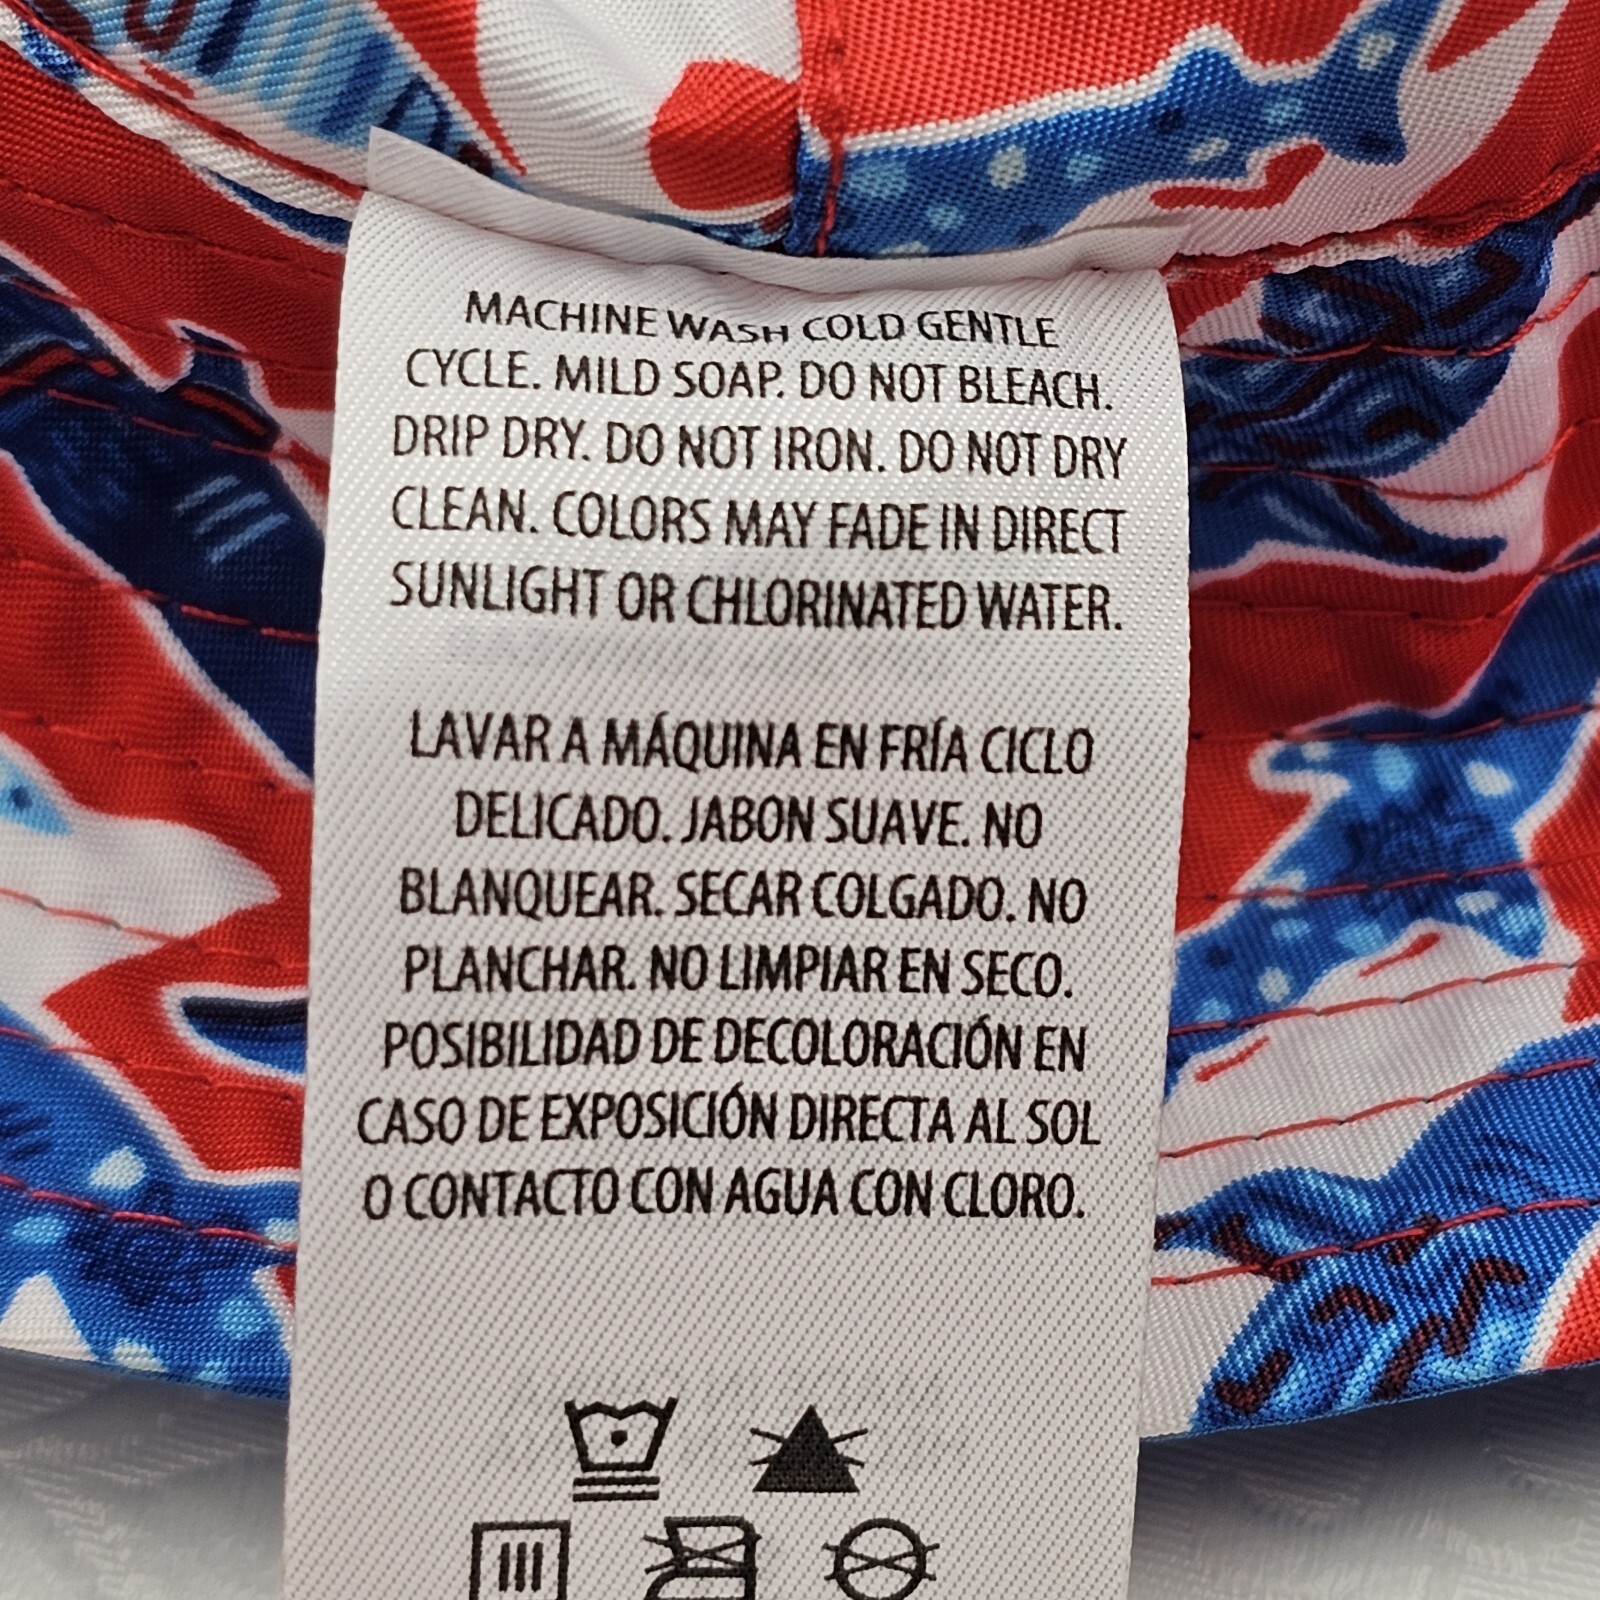 MACHINE WASH COLD GENTLE
CYCLE. MILD SOAP. DO NOT BLEACH.
DRIP DRY. DO NOT IRON. DO NOT DRY
CLEAN. COLORS MAY FADE IN DIRECT
SUNLIGHT OR CHLORINATED WATER.
LAVAR A MÁQUINA EN FRÍA CICLO
DELICADO. JABON SUAVE. NO
BLANQUEAR. SECAR COLGADO. NO
PLANCHAR. NO LIMPIAR EN SECO.
POSIBILIDAD DE DECOLORACIÓN EN
CASO DE EXPOSICIÓN DIRECTA AL SOL
O CONTACTO CON AGUA CON CLORO.